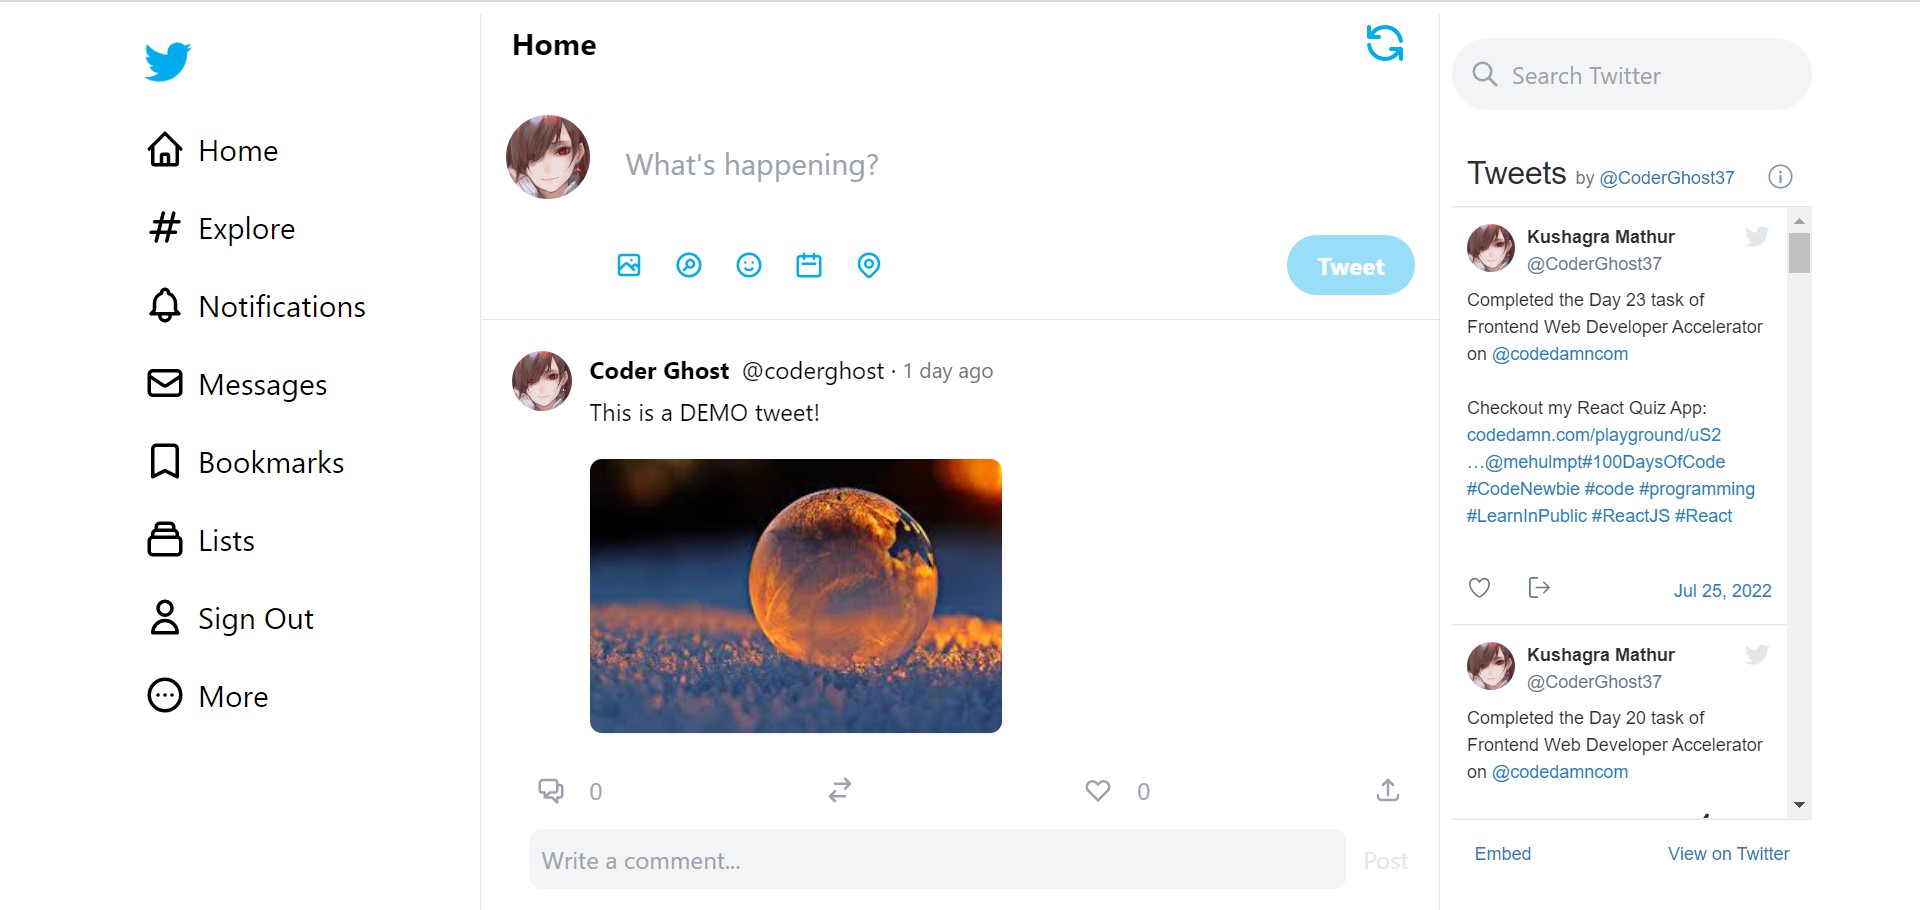 Home
Explore
Notifications
Messages
Bookmarks
Lists
Sign Out
More
Home
What's happening?
Tweet
Coder Ghost @coderghost · 1 day ago
This is a DEMO tweet!
0
0
Write a comment...
Post
Search Twitter
Tweets by @CoderGhost37
Kushagra Mathur
@CoderGhost37
Completed the Day 23 task of
Frontend Web Developer Accelerator
on @codedamncom
Checkout my React Quiz App:
codedamn.com/playground/uS2
…@mehulmpt#100DaysOfCode
#CodeNewbie #code #programming
#LearnInPublic #ReactJS #React
Jul 25, 2022
Kushagra Mathur
@CoderGhost37
Completed the Day 20 task of
Frontend Web Developer Accelerator
on @codedamncom
Embed
View on Twitter